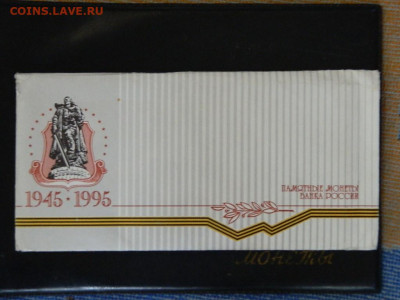 COINS.LAVE.RU
1945 · 1995
ПАМЯТНЫЕ МОНЕТЫ
БАНКА РОССИИ
МОНЕТЫ